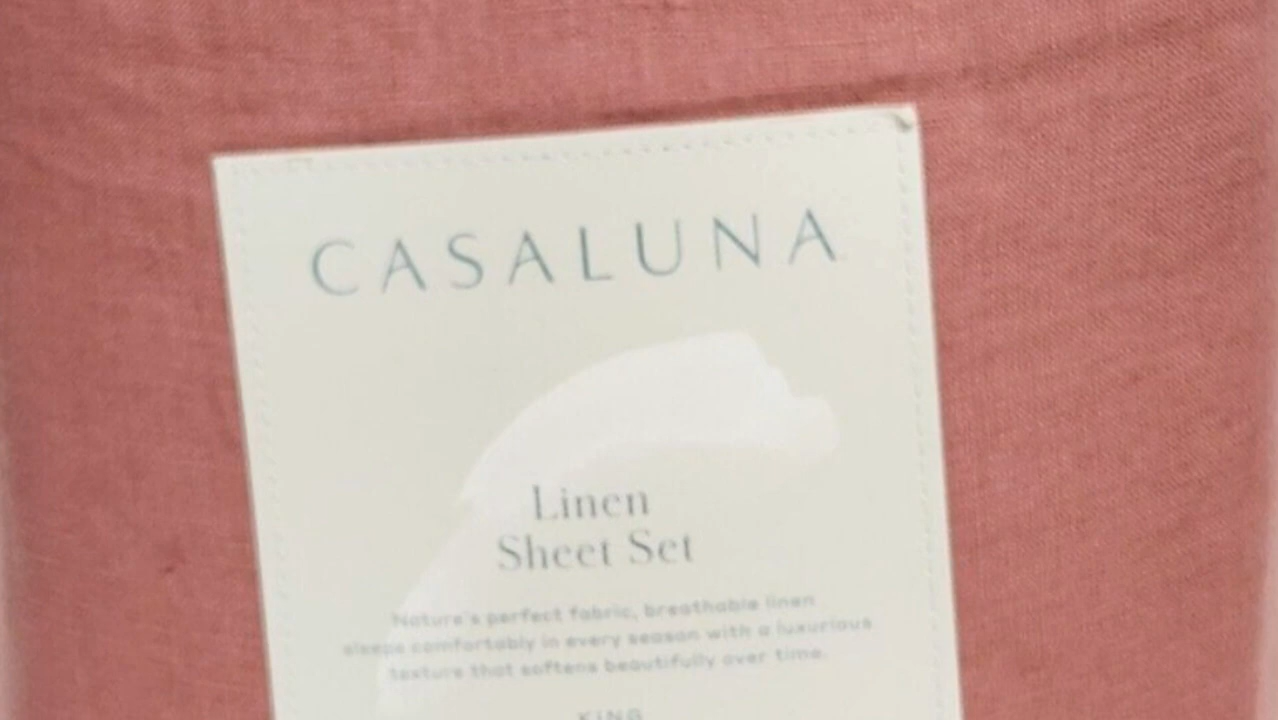 CASALUNA
Linen
Sheet Set
Nature's perfect fabric, breathable linen
sleeps comfortably in every season with a luxurious
texture that softens beautifully over time.
KING